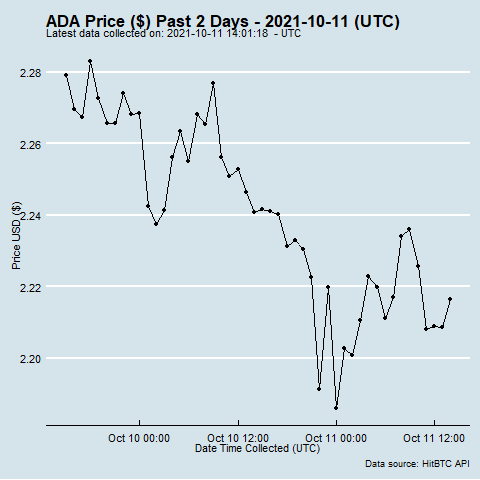 ADA Price ($) Past 2 Days - 2021-10-11 (UTC)
Latest data collected on: 2021-10-11 14:01:18 - UTC
2.28
2.26
2.24
2.22
2.20
Price USD ($)
Oct 10 00:00
Oct 10 12:00
Oct 11 00:00
Oct 11 12:00
Date Time Collected (UTC)
Data source: HitBTC API